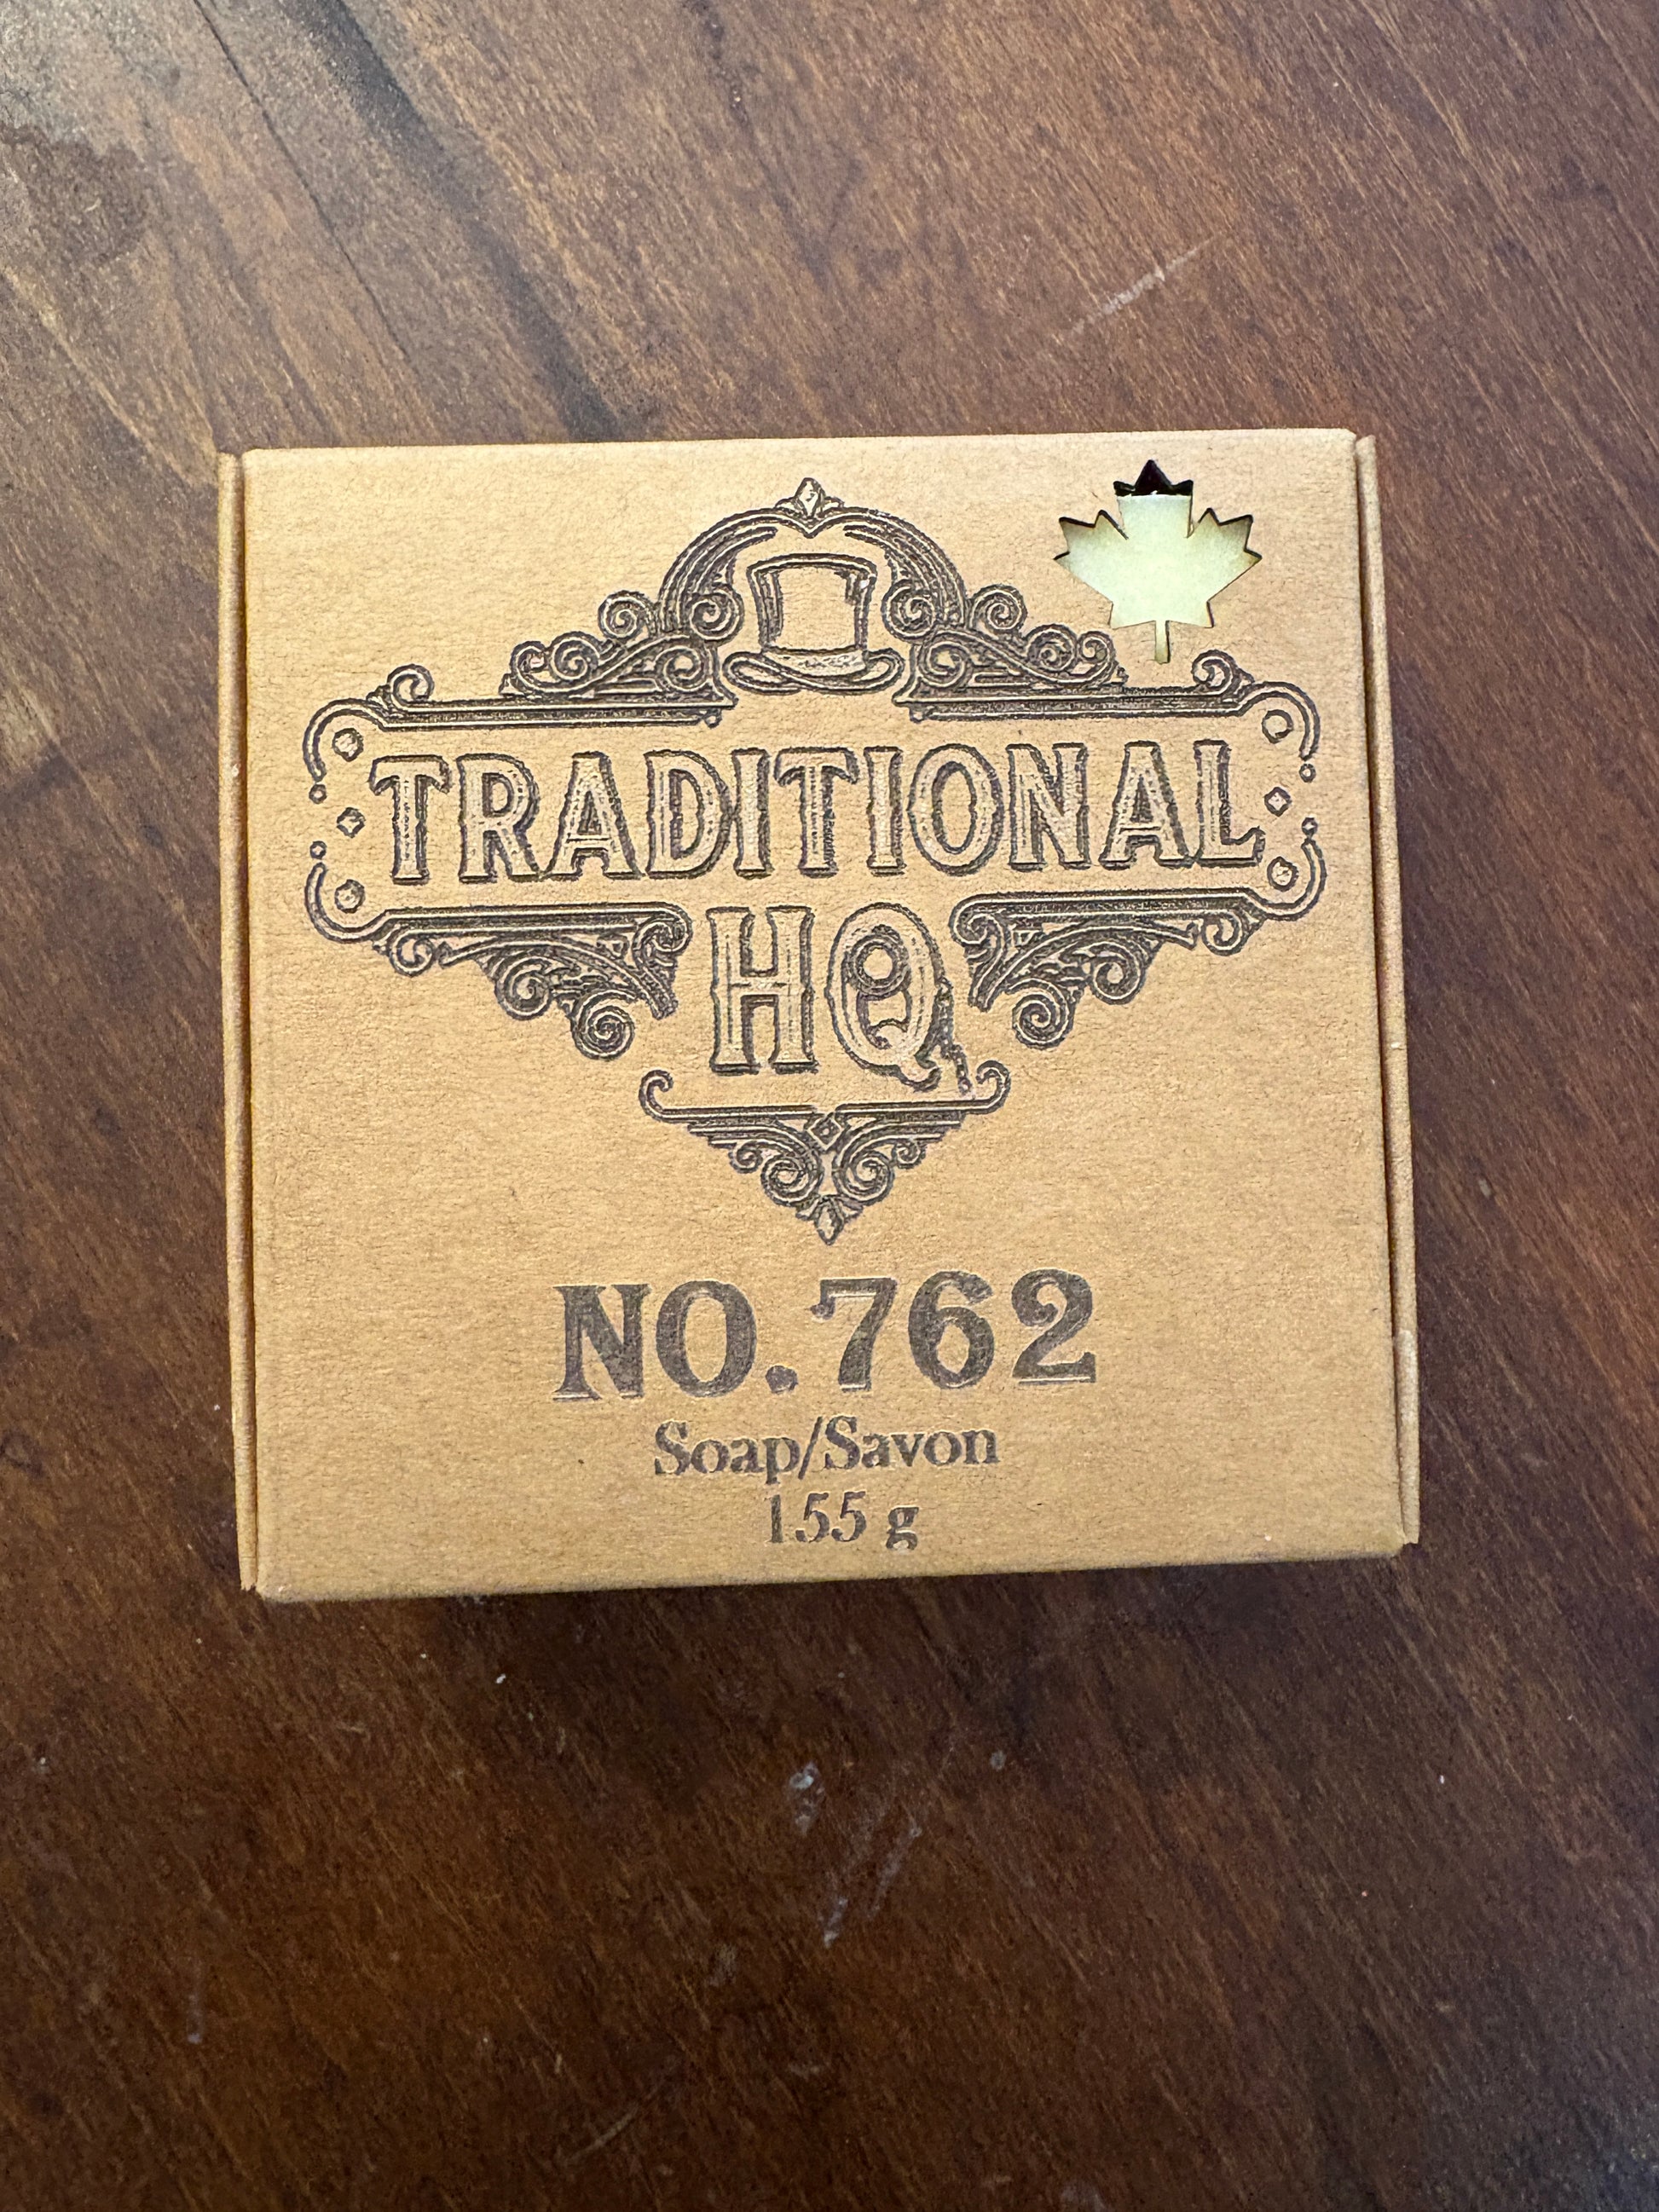 TRADITIONAL
HQ
NO. 762
Soap/Savon
155 g